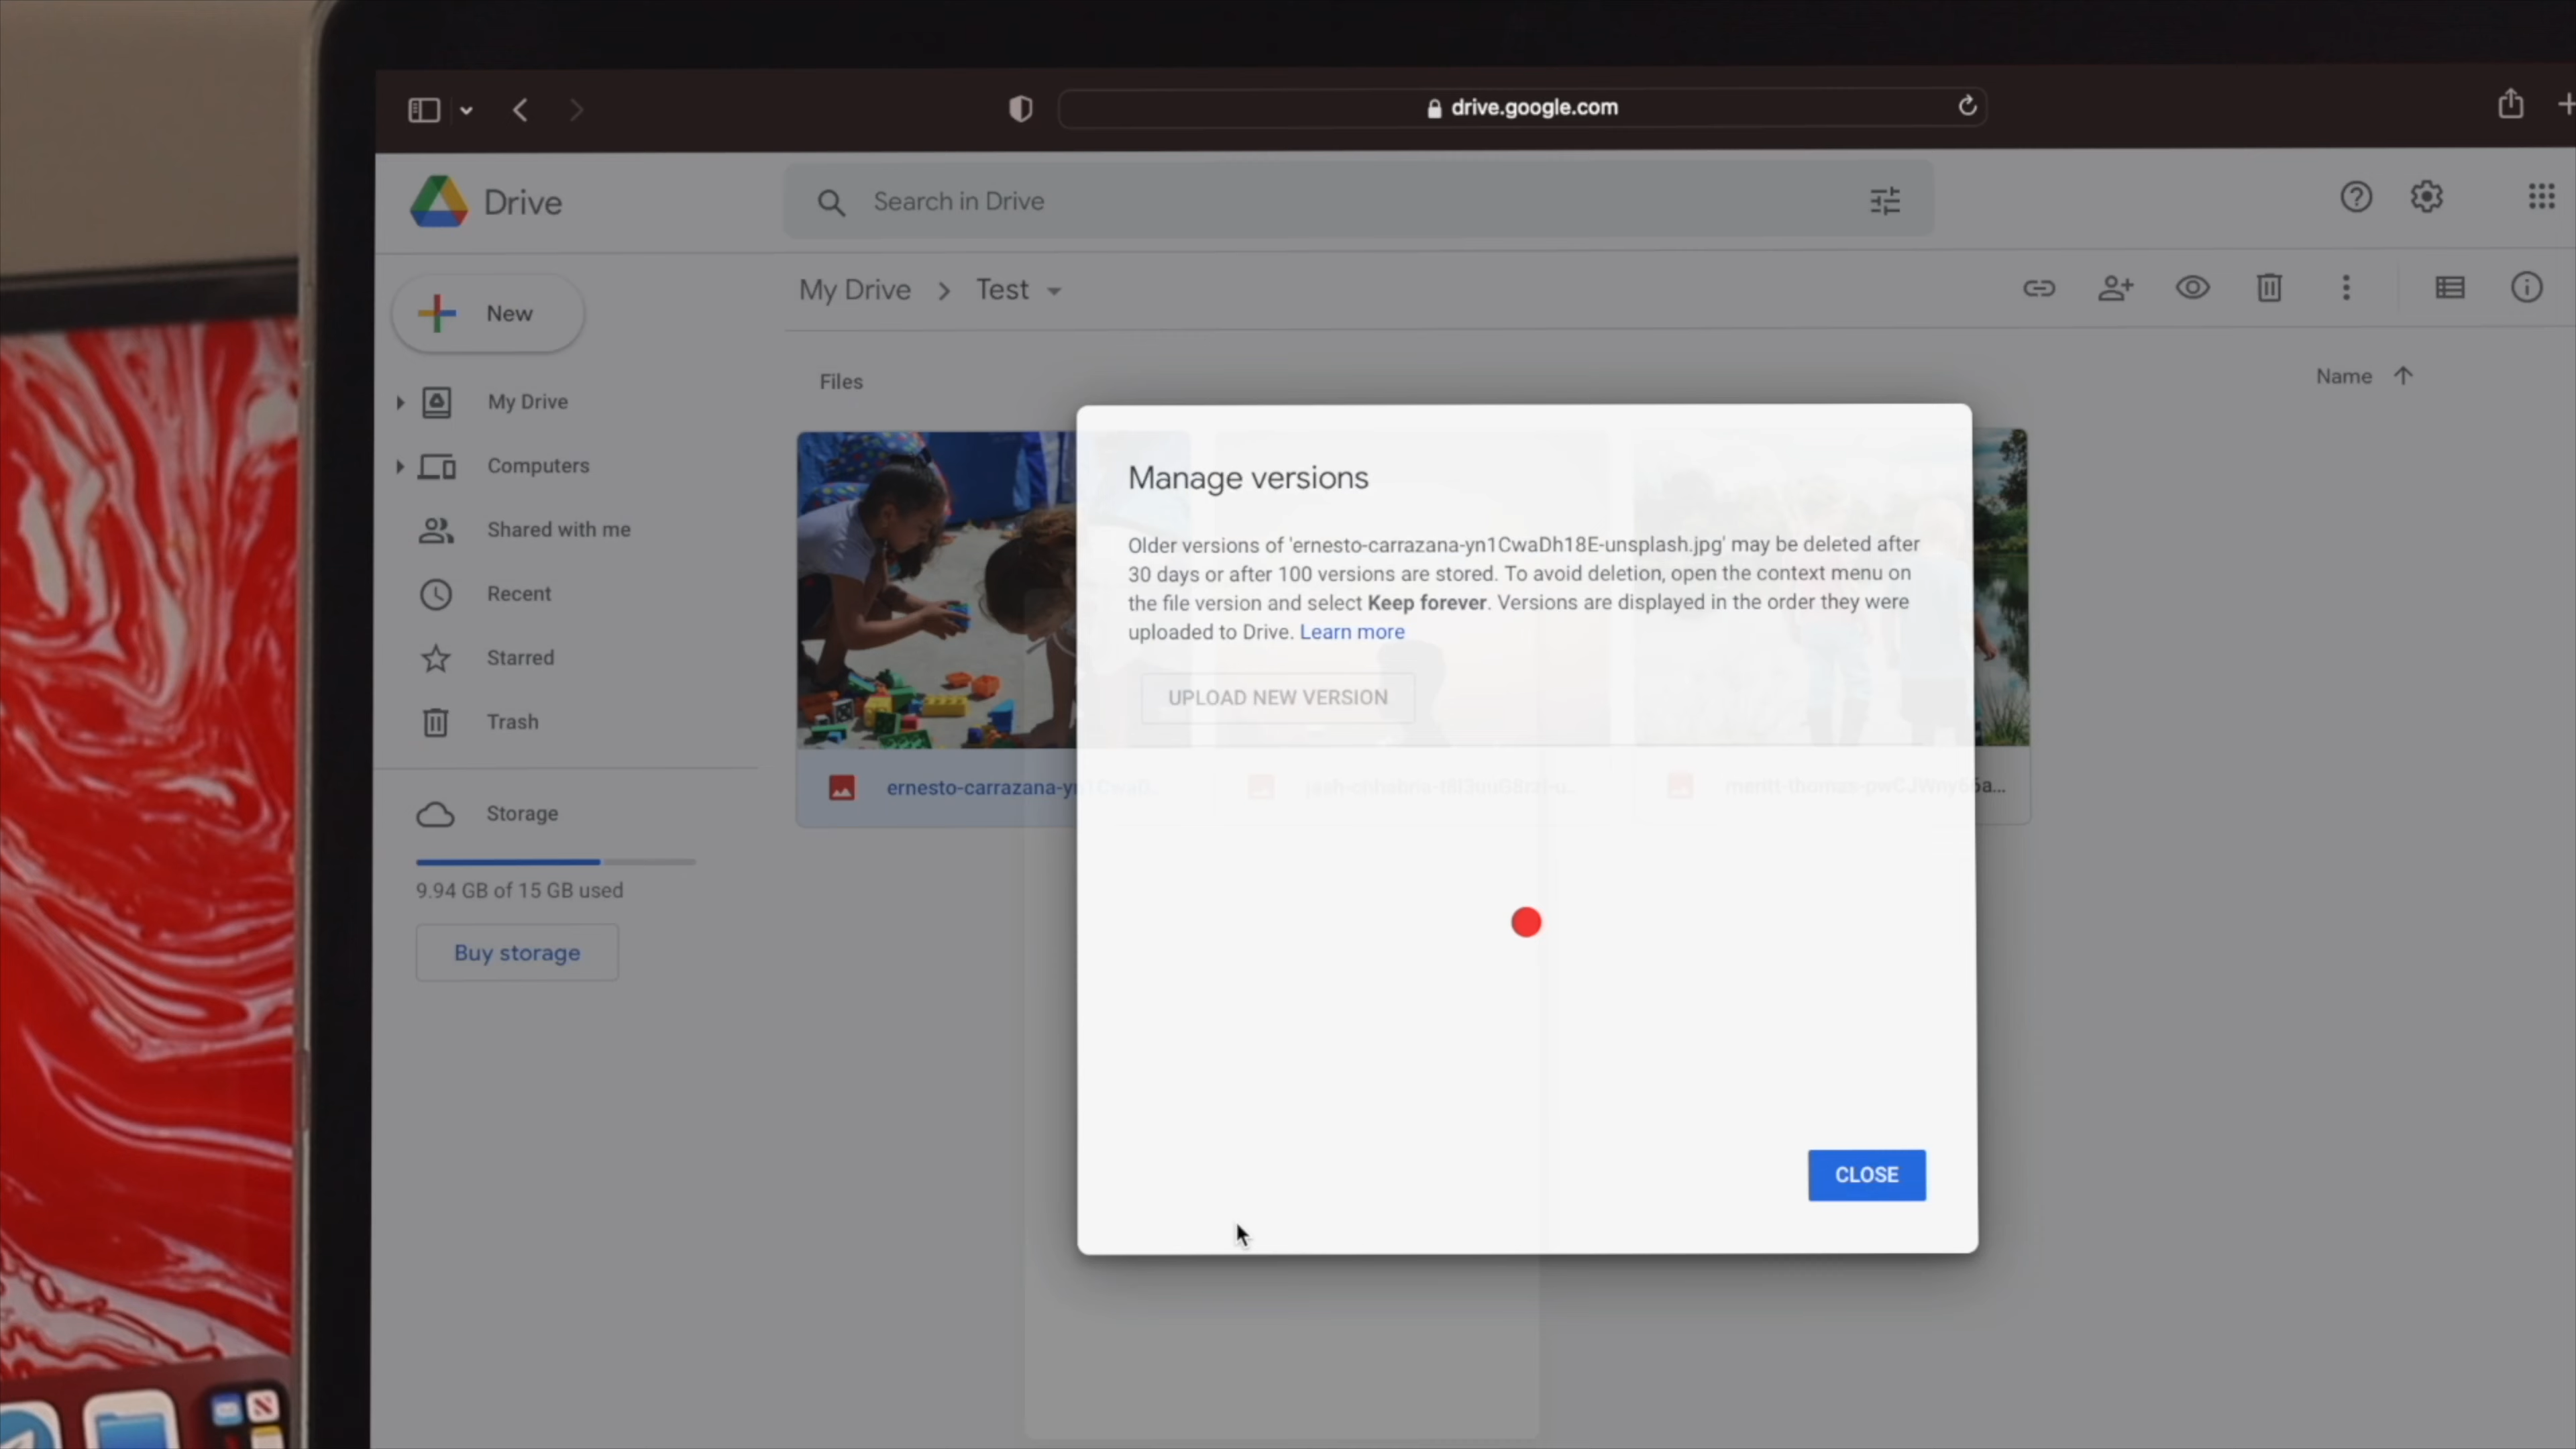 drive.google.com
Drive
Search in Drive
My Drive > Test
New
My Drive
Computers
Shared with me
Recent
Starred
Trash
Storage
9.94 GB of 15 GB used
Buy storage
Files
Name
Manage versions
Older versions of 'ernesto-carrazana-yn1CwaDh18E-unsplash.jpg' may be deleted after
30 days or after 100 versions are stored. To avoid deletion, open the context menu on
the file version and select Keep forever. Versions are displayed in the order they were
uploaded to Drive. Learn more
UPLOAD NEW VERSION
ernesto-carrazana-yn1Cwa
CLOSE